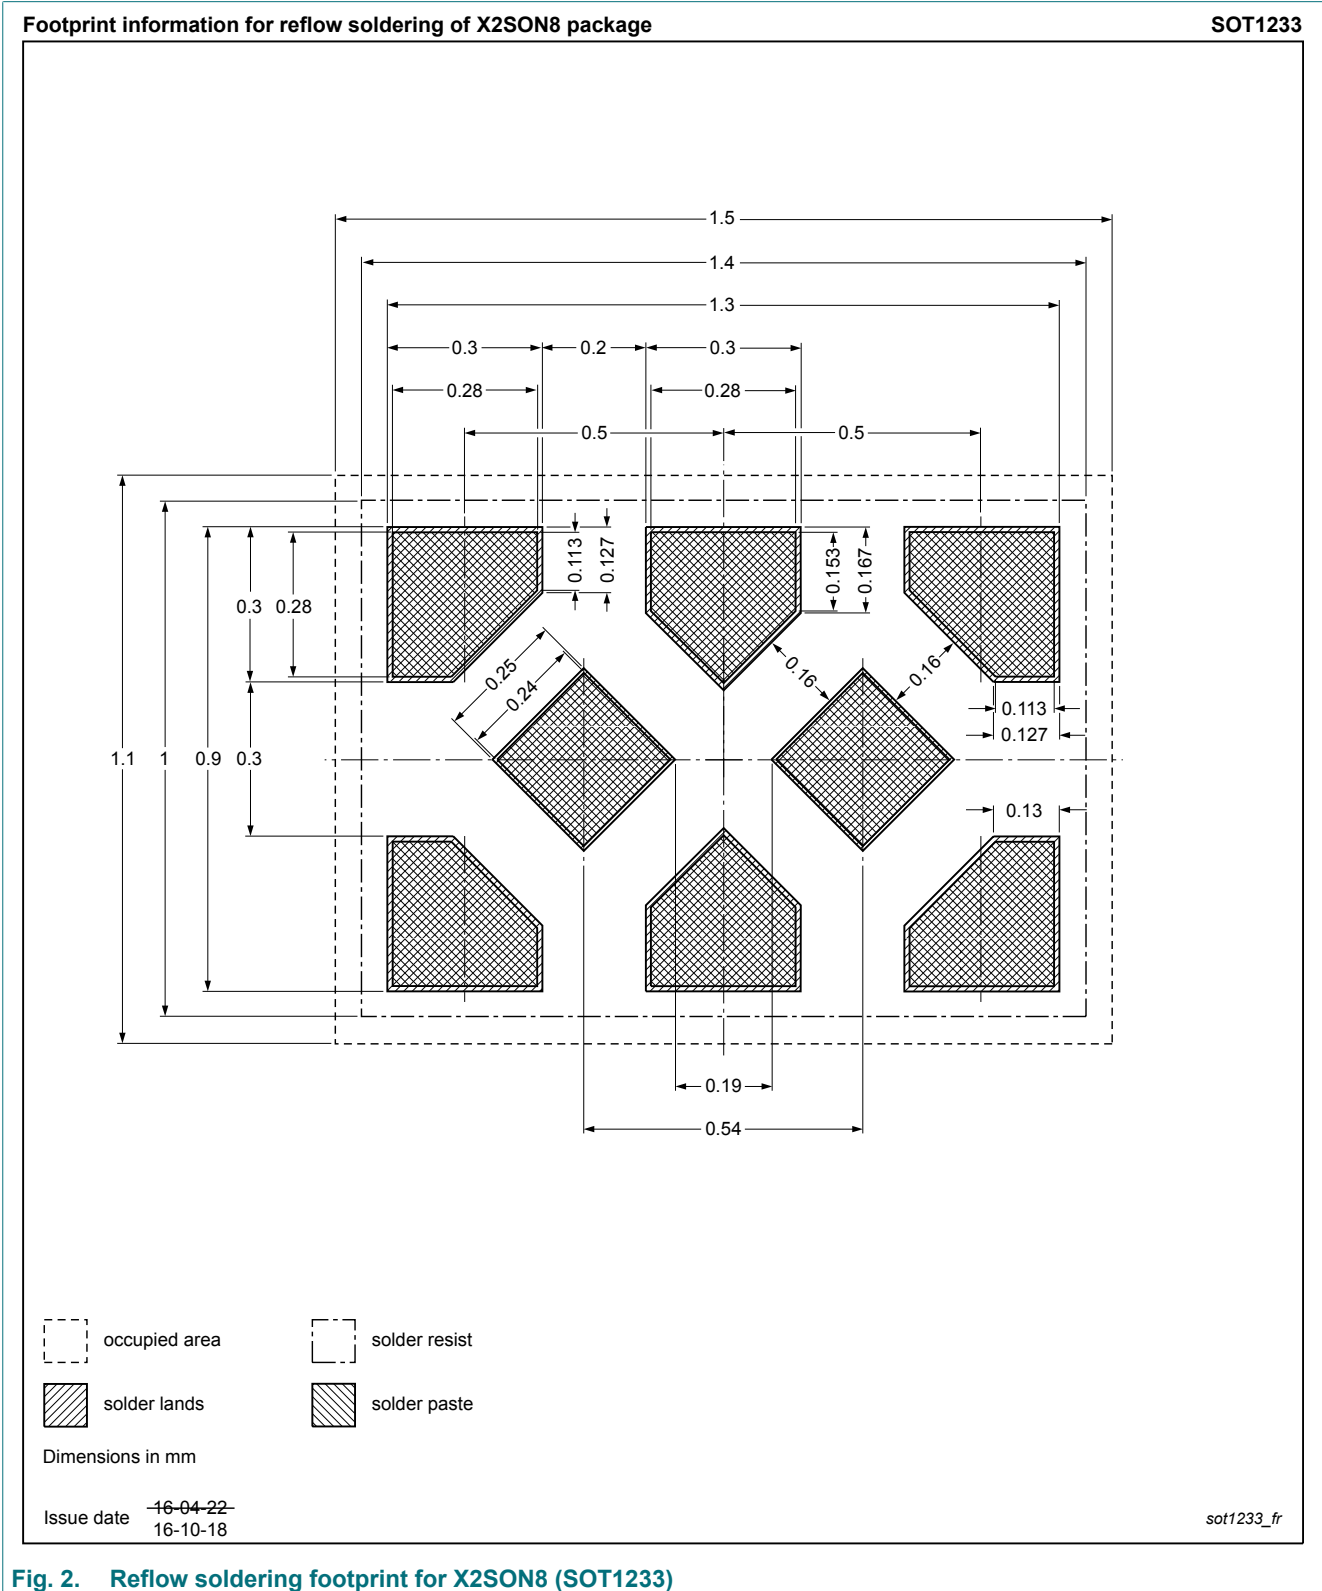 Footprint information for reflow soldering of X2SON8 package SOT1233
1.5
1.4
1.3
0.3 0.2 0.3
0.28 0.28
0.5 0.5
0.113 0.127 0.153 0.167
0.3 0.28
0.25 0.24 0.16 0.16
0.113
0.127
1.1 1 0.9 0.3
0.13
0.19
0.54
occupied area solder resist
solder lands solder paste
Dimensions in mm
Issue date 16-04-22
16-10-18 sot1233_fr
Fig. 2. Reflow soldering footprint for X2SON8 (SOT1233)